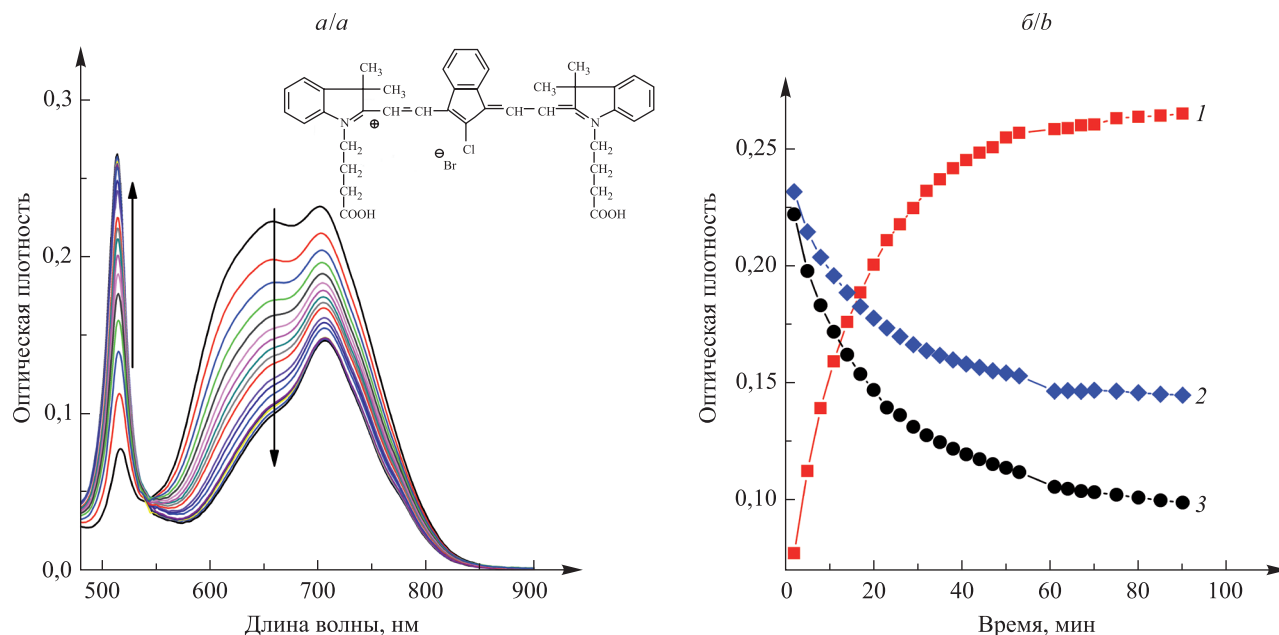 а/a
б/b
Оптическая плотность
0,3
0,2
0,1
0,0
500
600
700
800
900
Длина волны, нм
CH₃
CH₃
N
⊕
CH
CH
Cl
⊖
Br
CH
CH
CH₃
CH₃
N
CH₂
CH₂
CH₂
COOH
CH₂
CH₂
CH₂
COOH
Оптическая плотность
0,25
0,20
0,15
0,10
0
20
40
60
80
100
Время, мин
1
2
3